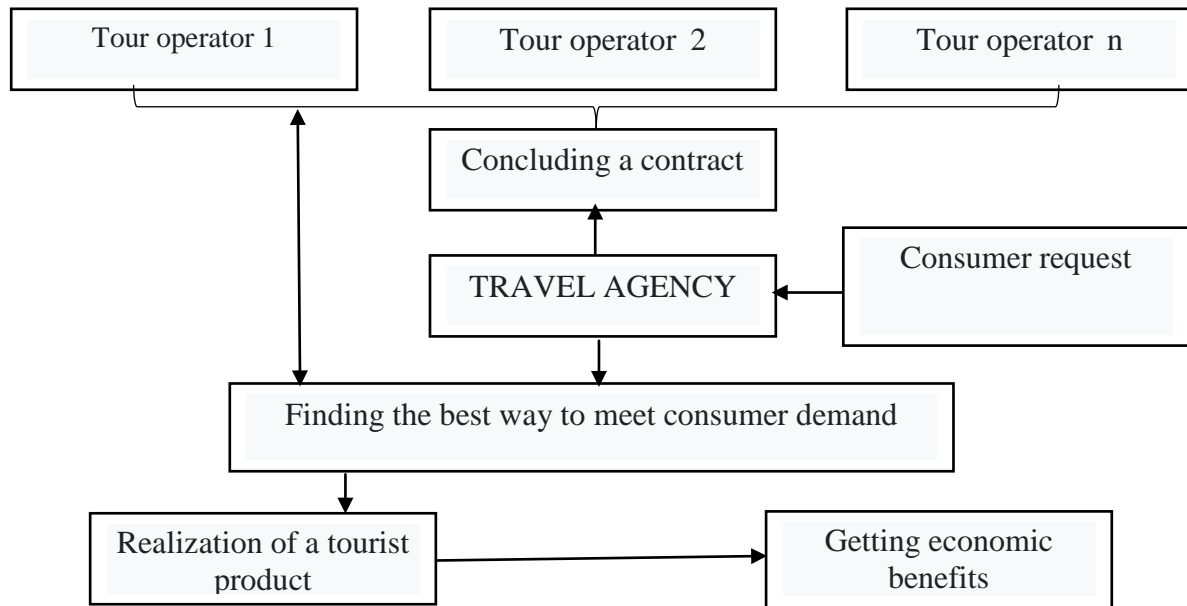 Tour operator 1
Tour operator 2
Tour operator n
Concluding a contract
TRAVEL AGENCY
Consumer request
Finding the best way to meet consumer demand
Realization of a tourist
product
Getting economic
benefits